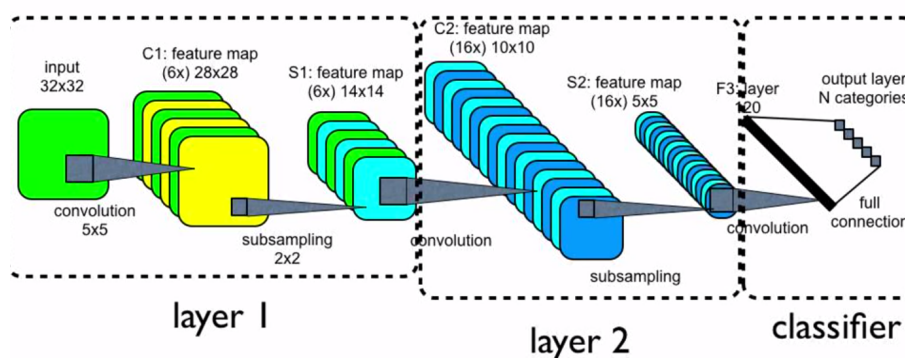 input
32x32
C1: feature map
(6x) 28x28
convolution
5x5
subsampling
2x2
S1: feature map
(6x) 14x14
convolution
C2: feature map
(16x) 10x10
subsampling
S2: feature map
(16x) 5x5
convolution
F3: layer
120
output layer
N categories
full
connection
layer 1
layer 2
classifier